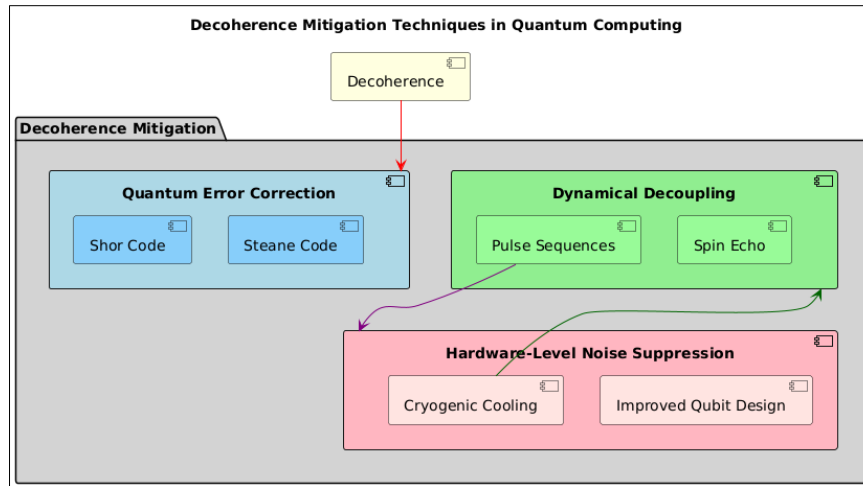 Decoherence Mitigation Techniques in Quantum Computing
Decoherence
Decoherence Mitigation
Quantum Error Correction
Shor Code
Steane Code
Dynamical Decoupling
Pulse Sequences
Spin Echo
Hardware-Level Noise Suppression
Cryogenic Cooling
Improved Qubit Design